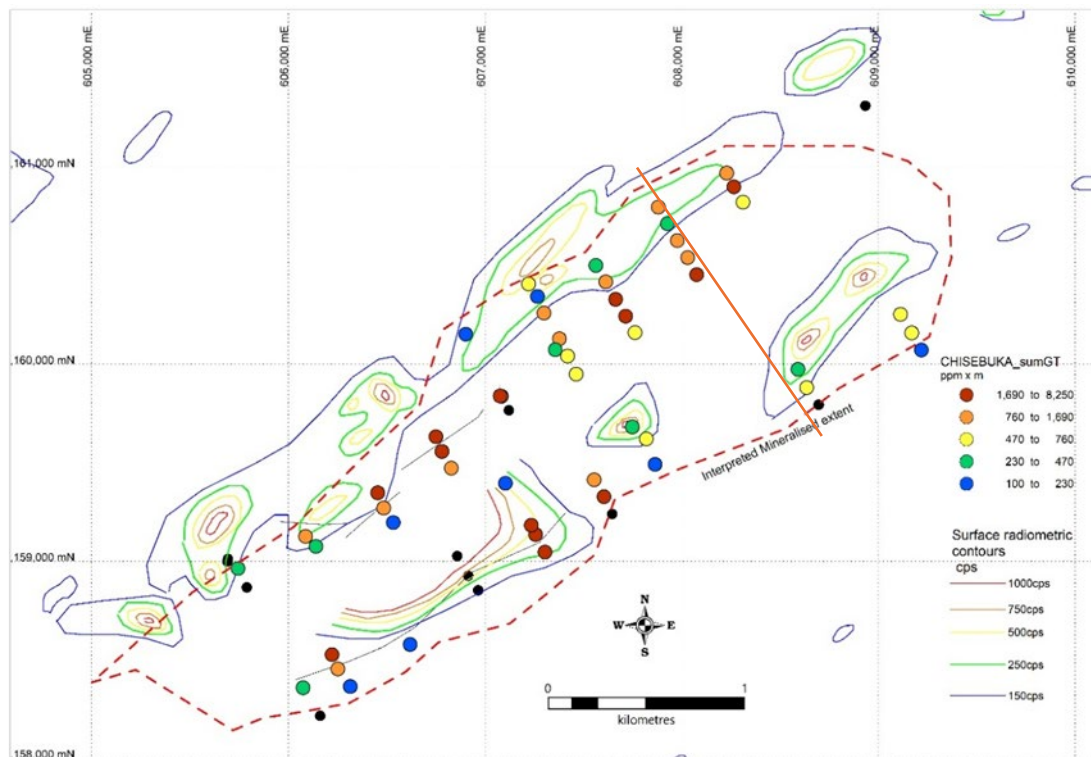 605,000 mE
606,000 mE
607,000 mE
608,000 mE
609,000 mE
610,000 mE
,161,000 mN
,160,000 mN
159,000 mN
158,000 mN
Interpreted Mineralised extent
CHISEBUKA_sumGT
ppm x m
1,690 to 8,250
760 to 1,690
470 to 760
230 to 470
100 to 230
Surface radiometric
contours
cps
1000cps
750cps
500cps
250cps
150cps
N
W E
S
0 1
kilometres